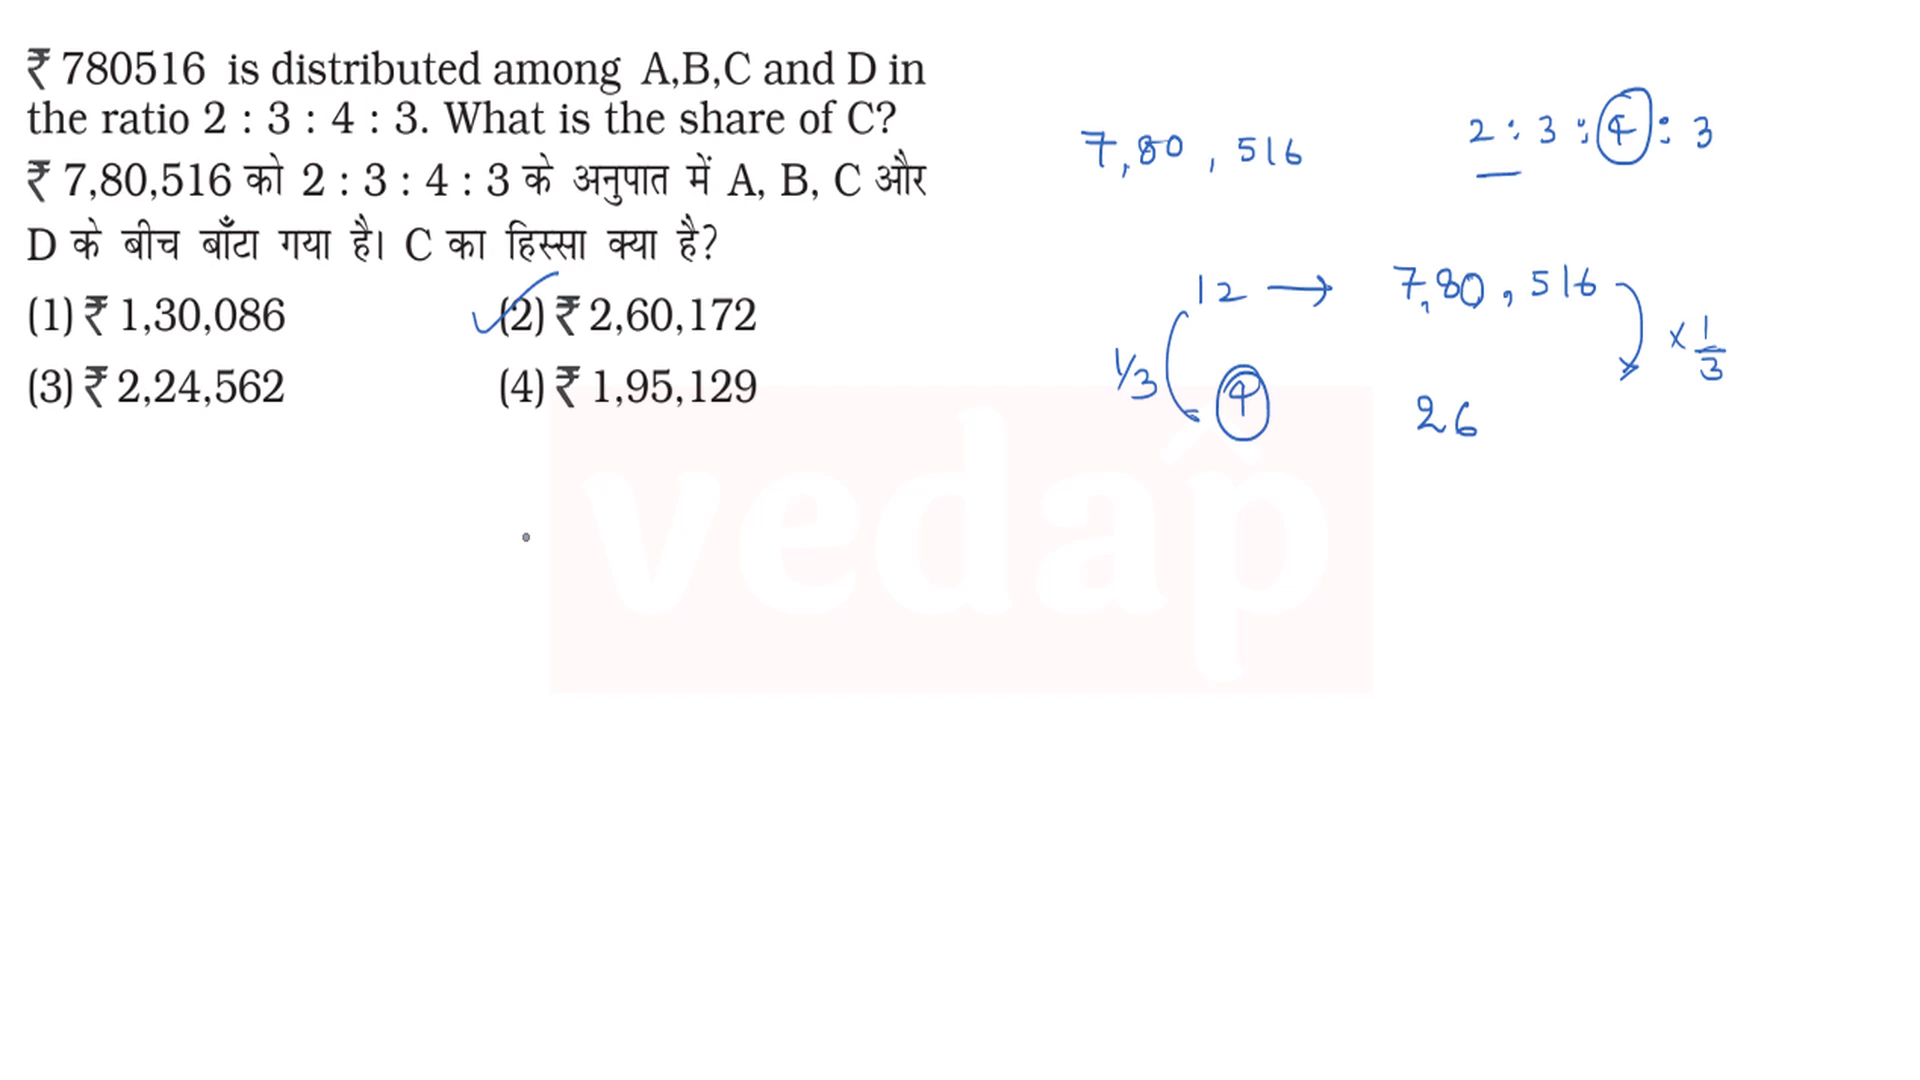 ₹ 780516 is distributed among A,B,C and D in
the ratio 2 : 3 : 4 : 3. What is the share of C?
₹ 7,80,516 को 2 : 3 : 4 : 3 के अनुपात में A, B, C और
D के बीच बाँटा गया है। C का हिस्सा क्या है?
(1) ₹ 1,30,086 (2) ₹ 2,60,172
(3) ₹ 2,24,562 (4) ₹ 1,95,129
7,80,516 2 : 3 : 4 : 3
12 → 7,80,516
1/3 × 1/3
4 26
vedap